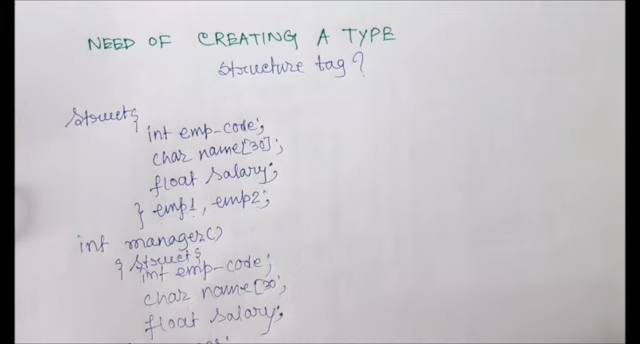 NEED OF CREATING A TYPE
structure tag?
struct{
int emp-code;
char name[30];
float salary;
} emp1, emp2;
int manager()
{ struct{
int emp-code;
char name[30;
float salary;